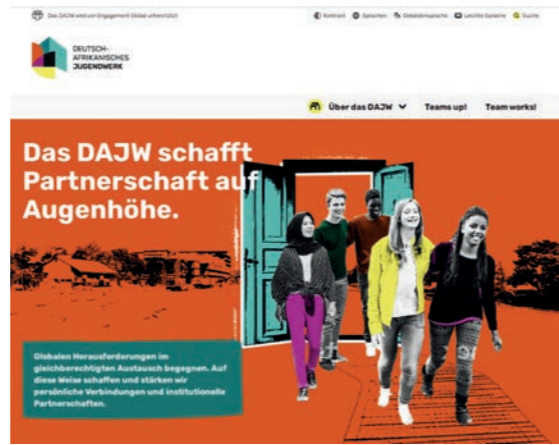 Das DAJW wird von Engagement Global unterstützt
Kontrast Sprachen Gebärdensprache Leichte Sprache Suche
DEUTSCH-
AFRIKANISCHES
JUGENDWERK
Über das DAJW Teams up! Team works!
Das DAJW schafft
Partnerschaft auf
Augenhöhe.
Globalen Herausforderungen im
gleichberechtigten Austausch begegnen. Auf
diese Weise schaffen und stärken wir
persönliche Verbindungen und institutionelle
Partnerschaften.